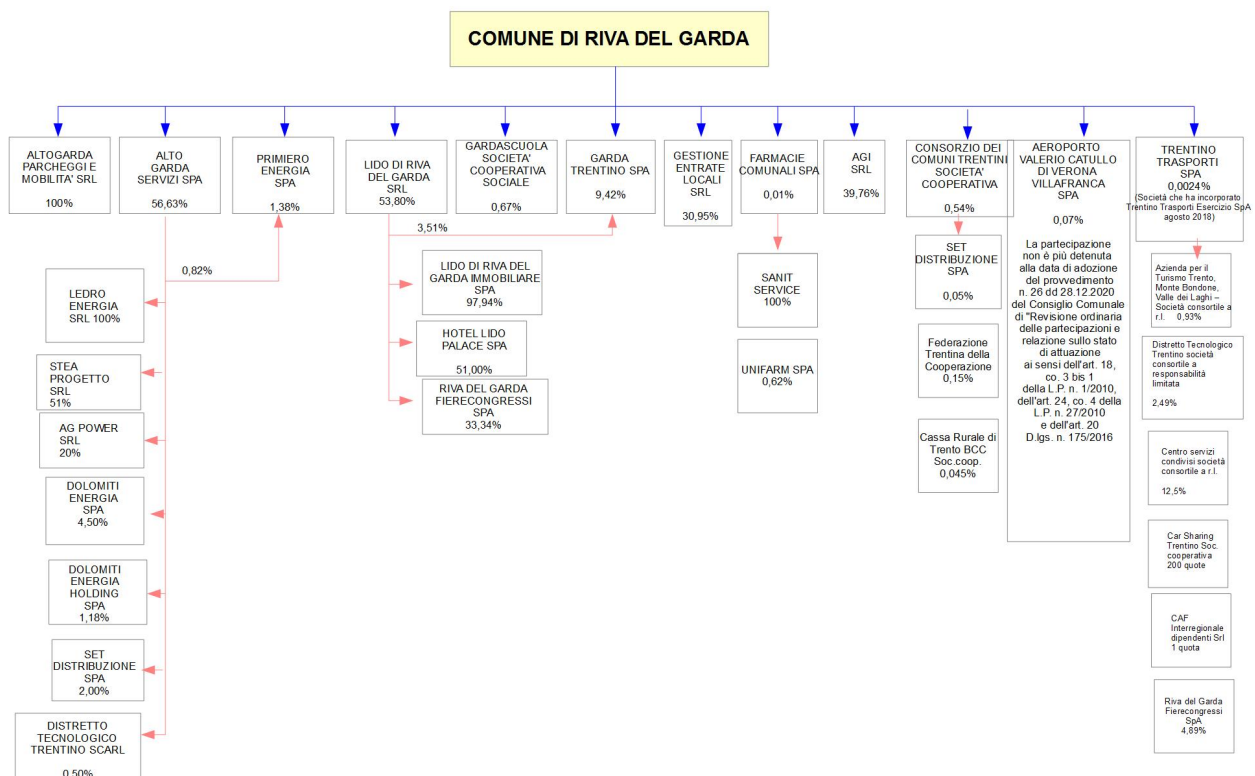 COMUNE DI RIVA DEL GARDA
ALTOGARDA
PARCHEGGI E
MOBILITA' SRL
100%
ALTO
GARDA
SERVIZI SPA
56,63%
PRIMIERO
ENERGIA
SPA
1,38%
LIDO DI RIVA
DEL GARDA
SRL
53,80%
GARDASCUOLA
SOCIETA'
COOPERATIVA
SOCIALE
0,67%
GARDA
TRENTINO SPA
9,42%
GESTIONE
ENTRATE
LOCALI
SRL
30,95%
FARMACIE
COMUNALI SPA
0,01%
AGI
SRL
39,76%
CONSORZIO DEI
COMUNI TRENTINI
SOCIETA'
COOPERATIVA
0,54%
AEROPORTO
VALERIO CATULLO
DI VERONA
VILLAFRANCA
SPA
0,07%
La partecipazione
non è più detenuta
alla data di adozione
del provvedimento
n. 26 dd 28.12.2020
del Consiglio Comunale
di "Revisione ordinaria
delle partecipazioni e
relazione sullo stato
di attuazione
ai sensi dell'art. 18,
co. 3 bis 1
della L.P. n. 1/2010,
dell'art. 24, co. 4 della
L.P. n. 27/2010
e dell'art. 20
D.lgs. n. 175/2016
TRENTINO
TRASPORTI
SPA
0,0024%
(Società che ha incorporato
Trentino Trasporti Esercizio SpA
agosto 2018)
0,82%
3,51%
LEDRO
ENERGIA
SRL 100%
STEA
PROGETTO
SRL
51%
AG POWER
SRL
20%
DOLOMITI
ENERGIA
SPA
4,50%
DOLOMITI
ENERGIA
HOLDING
SPA
1,18%
SET
DISTRIBUZIONE
SPA
2,00%
DISTRETTO
TECNOLOGICO
TRENTINO SCARL
0,50%
LIDO DI RIVA DEL
GARDA IMMOBILIARE
SPA
97,94%
HOTEL LIDO
PALACE SPA
51,00%
RIVA DEL GARDA
FIERECONGRESSI
SPA
33,34%
SANIT
SERVICE
100%
UNIFARM SPA
0,62%
SET
DISTRIBUZIONE
SPA
0,05%
Federazione
Trentina della
Cooperazione
0,15%
Cassa Rurale di
Trento BCC
Soc.coop.
0,045%
Azienda per il
Turismo Trento,
Monte Bondone,
Valle dei Laghi –
Società consortile a
r.l. 0,93%
Distretto Tecnologico
Trentino società
consortile a
responsabilità
limitata
2,49%
Centro servizi
condivisi società
consortile a r.l.
12,5%
Car Sharing
Trentino Soc.
cooperativa
200 quote
CAF
Interregionale
dipendenti Srl
1 quota
Riva del Garda
Fierecongressi
SpA
4,89%